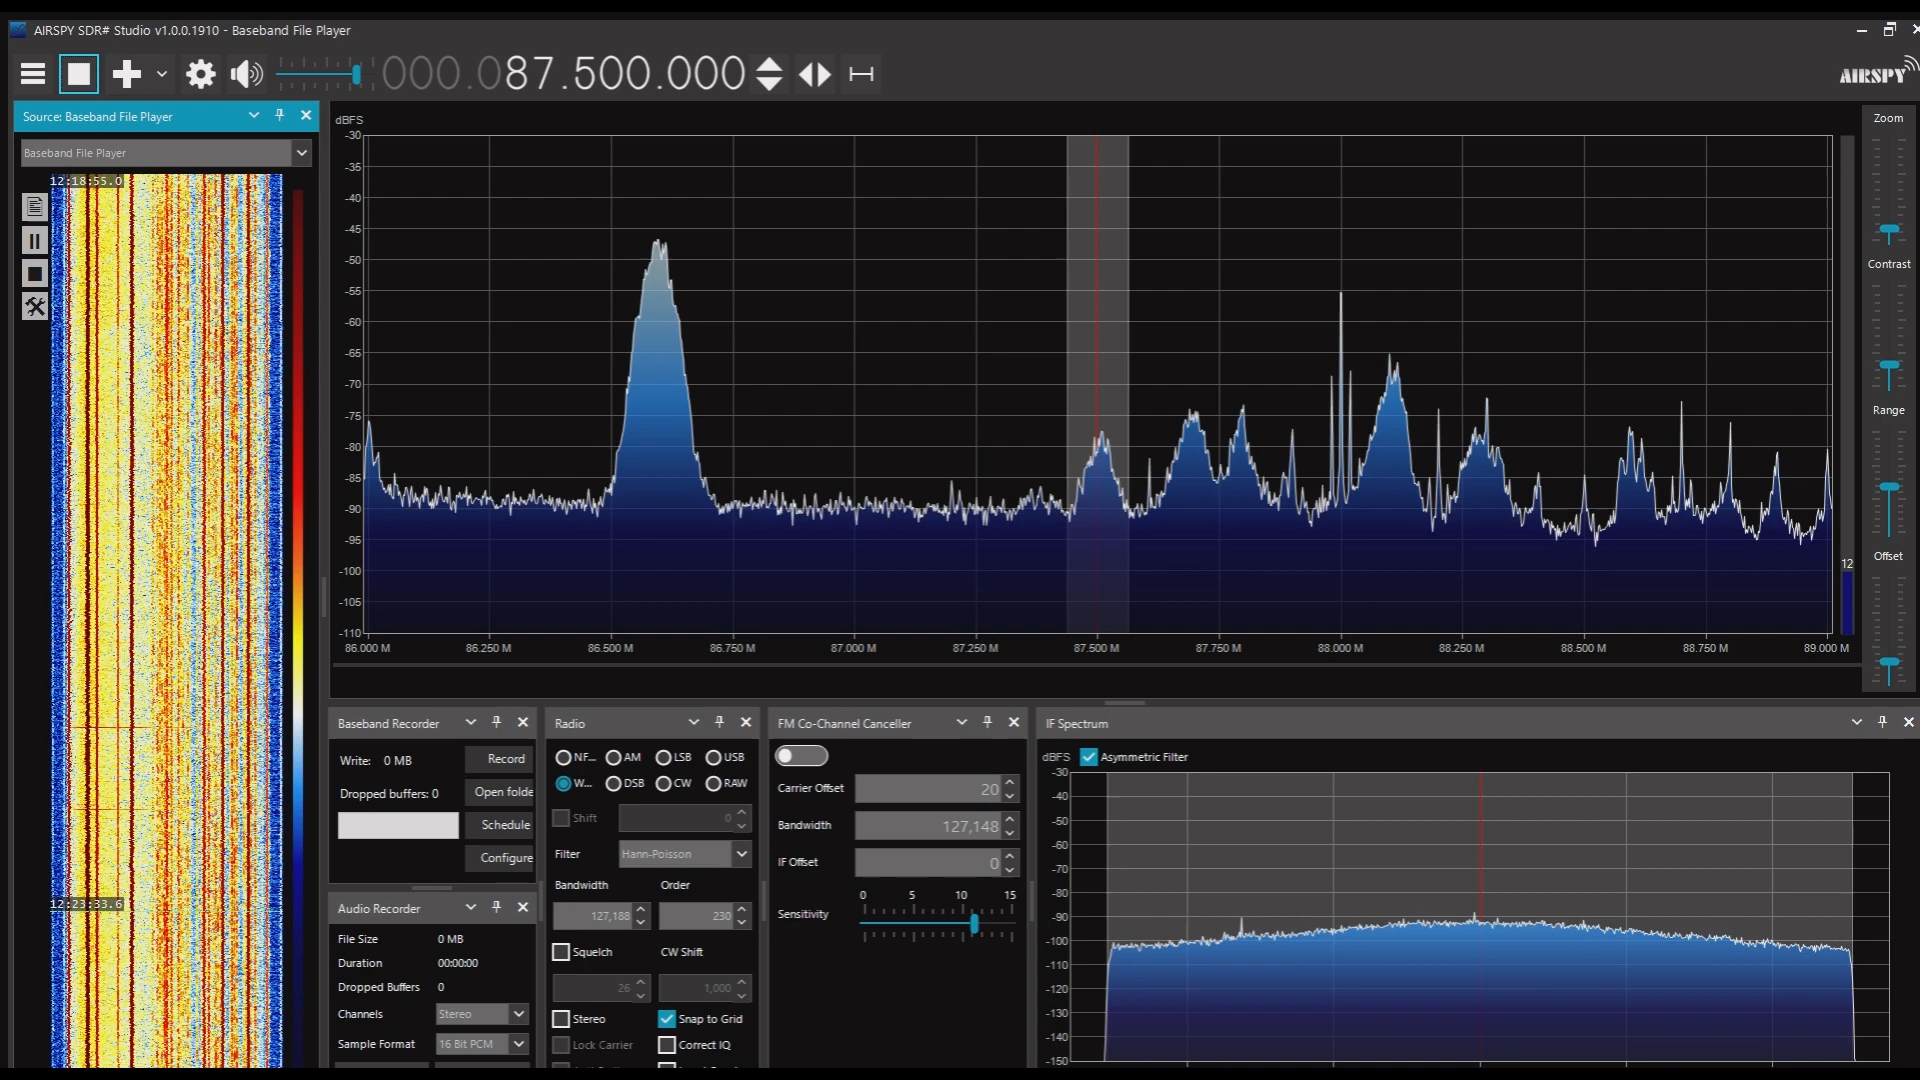 AIRSPY SDR# Studio v1.0.0.1910 - Baseband File Player
000.087.500.000
AIRSPY
Source: Baseband File Player
Baseband File Player
12:18:55.0
12:23:33.6
dBFS
-30
-35
-40
-45
-50
-55
-60
-65
-70
-75
-80
-85
-90
-95
-100
-105
-110
86.000 M 86.250 M 86.500 M 86.750 M 87.000 M 87.250 M 87.500 M 87.750 M 88.000 M 88.250 M 88.500 M 88.750 M 89.000 M
12
Zoom
Contrast
Range
Offset
Baseband Recorder
Write: 0 MB
Record
Dropped buffers: 0
Open folde
Schedule
Configure
Audio Recorder
File Size 0 MB
Duration 00:00:00
Dropped Buffers 0
Channels Stereo
Sample Format 16 Bit PCM
Radio
NF... AM LSB USB
W... DSB CW RAW
Shift 0
Filter Hann-Poisson
Bandwidth Order
127,188 230
Squelch CW Shift
26 1,000
Stereo Snap to Grid
Lock Carrier Correct IQ
FM Co-Channel Canceller
Carrier Offset 20
Bandwidth 127,148
IF Offset 0
0 5 10 15
Sensitivity
IF Spectrum
dBFS Asymmetric Filter
-30
-40
-50
-60
-70
-80
-90
-100
-110
-120
-130
-140
-150